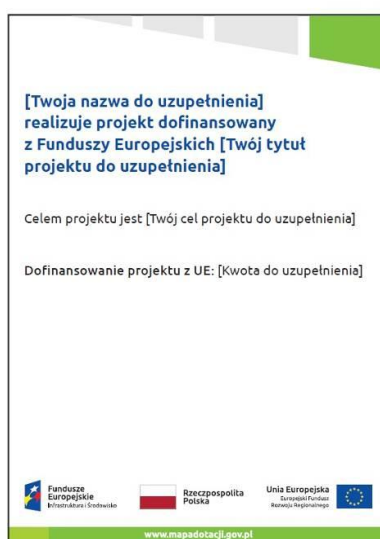 [Twoja nazwa do uzupełnienia]
realizuje projekt dofinansowany
z Funduszy Europejskich [Twój tytuł
projektu do uzupełnienia]
Celem projektu jest [Twój cel projektu do uzupełnienia]
Dofinansowanie projektu z UE: [Kwota do uzupełnienia]
Fundusze
Europejskie
Infrastruktura i Środowisko
Rzeczpospolita
Polska
Unia Europejska
Europejski Fundusz
Rozwoju Regionalnego
www.mapadotacji.gov.pl